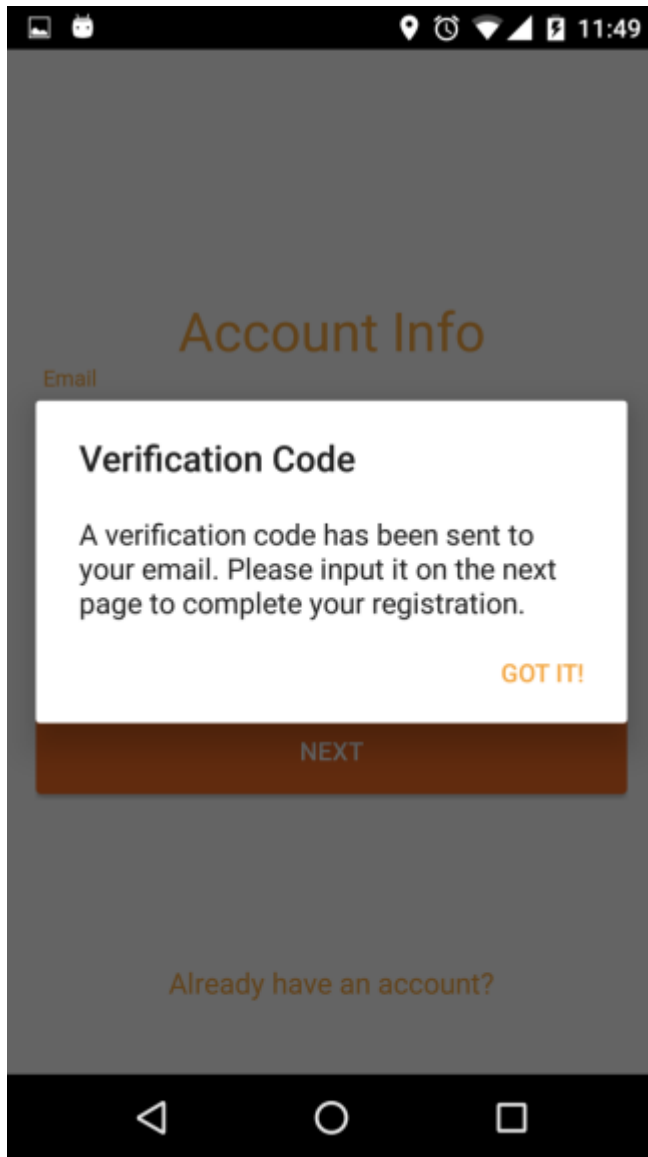 11:49
Account Info
Email
Verification Code
A verification code has been sent to
your email. Please input it on the next
page to complete your registration.
GOT IT!
NEXT
Already have an account?